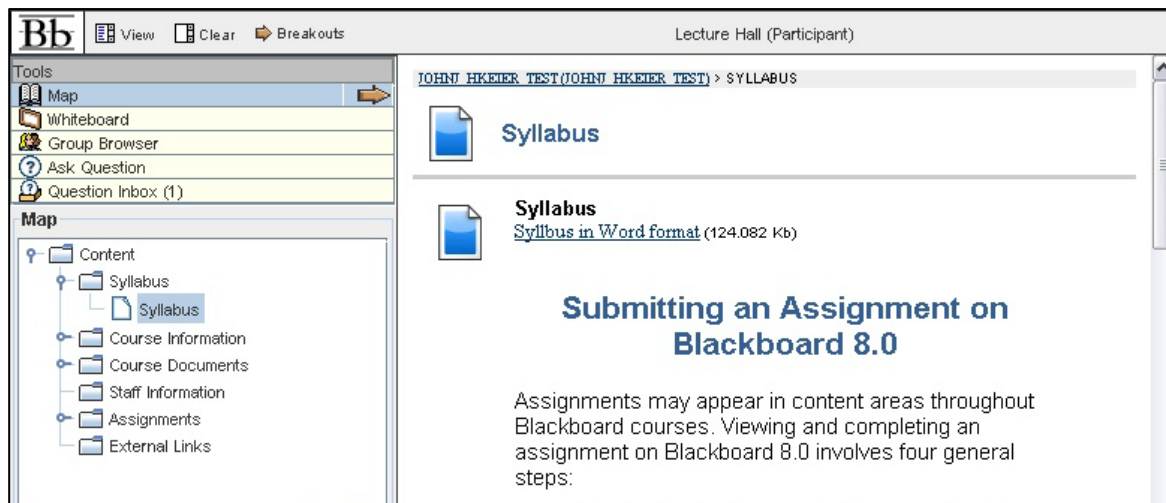 Bb View Clear Breakouts Lecture Hall (Participant)
Tools
Map
Whiteboard
Group Browser
Ask Question
Question Inbox (1)
Map
Content
Syllabus
Syllabus
Course Information
Course Documents
Staff Information
Assignments
External Links
JOHNJ HKEIER TEST(JOHNJ HKEIER TEST) > SYLLABUS
Syllabus
Syllabus
Syllbus in Word format (124.082 Kb)
Submitting an Assignment on
Blackboard 8.0
Assignments may appear in content areas throughout
Blackboard courses. Viewing and completing an
assignment on Blackboard 8.0 involves four general
steps: